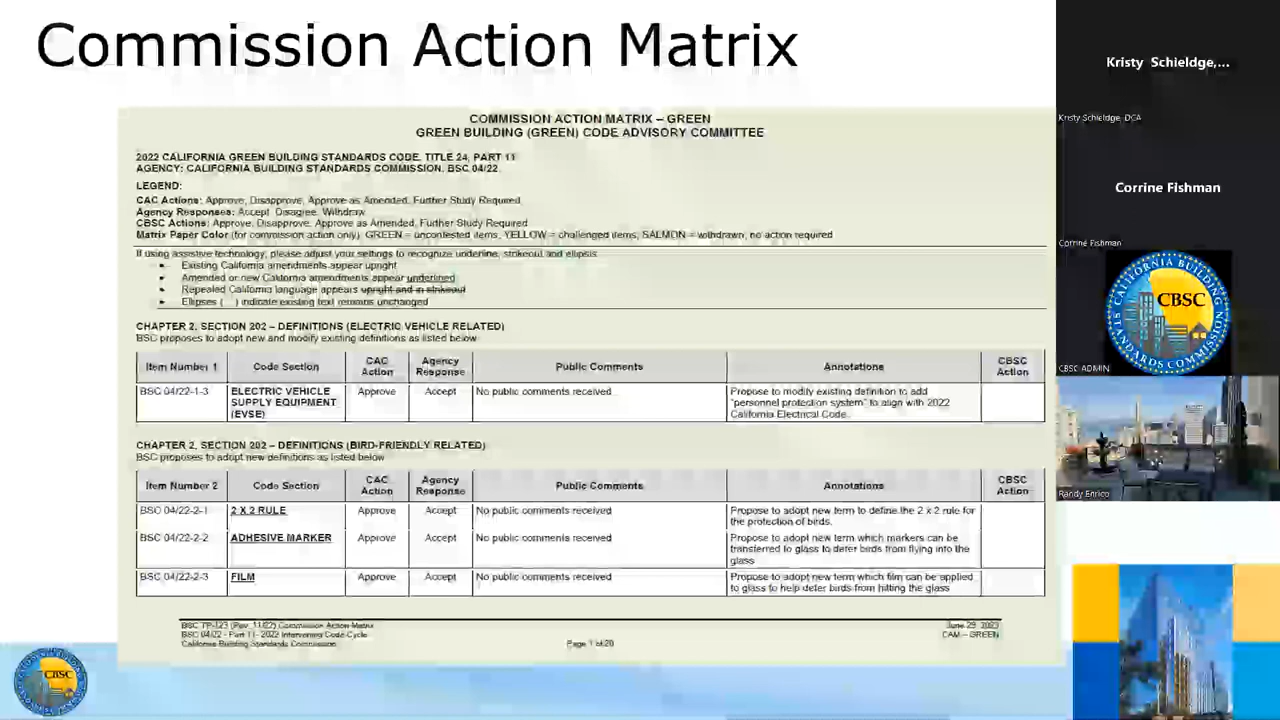 Commission Action Matrix
COMMISSION ACTION MATRIX – GREEN
GREEN BUILDING (GREEN) CODE ADVISORY COMMITTEE
2022 CALIFORNIA GREEN BUILDING STANDARDS CODE, TITLE 24, PART 11
AGENCY: CALIFORNIA BUILDING STANDARDS COMMISSION, BSC 04/22
LEGEND:
CAC Actions: Approve, Disapprove, Approve as Amended, Further Study Required
Agency Responses: Accept, Disagree, Withdraw
CBSC Actions: Approve, Disapprove, Approve as Amended, Further Study Required
Matrix Paper Color (for commission action only) GREEN = uncontested items, YELLOW = challenged items, SALMON = withdrawn, no action required
If using assistive technology, please adjust your settings to recognize underline, strikeout and ellipsis.
• Existing California amendments appear upright
• Amended or new California amendments appear underlined
• Repealed California language appears upright and in strikeout
• Ellipses ( ) indicate existing text remains unchanged
CHAPTER 2, SECTION 202 – DEFINITIONS (ELECTRIC VEHICLE RELATED)
BSC proposes to adopt new and modify existing definitions as listed below
Item Number 1 Code Section CAC Action Agency Response Public Comments Annotations CBSC Action
BSC 04/22-1-3 ELECTRIC VEHICLE SUPPLY EQUIPMENT (EVSE) Approve Accept No public comments received Propose to modify existing definition to add "personnel protection system" to align with 2022 California Electrical Code.
CHAPTER 2, SECTION 202 – DEFINITIONS (BIRD-FRIENDLY RELATED)
BSC proposes to adopt new definitions as listed below
Item Number 2 Code Section CAC Action Agency Response Public Comments Annotations CBSC Action
BSC 04/22-2-1 2 X 2 RULE Approve Accept No public comments received Propose to adopt new term to define the 2 x 2 rule for the protection of birds.
BSC 04/22-2-2 ADHESIVE MARKER Approve Accept No public comments received Propose to adopt new term which markers can be transferred to glass to deter birds from flying into the glass
BSC 04/22-2-3 FILM Approve Accept No public comments received Propose to adopt new term which film can be applied to glass to help deter birds from hitting the glass
BSC TP-123 (Rev. 11/22) Commission Action Matrix
BSC 04/22 - Part 11- 2022 Intervening Code Cycle
California Building Standards Commission
Page 1 of 20
June 29, 2023
CAM – GREEN
CBSC
Kristy Schieldge,...
Kristy Schieldge, DCA
Corrine Fishman
Corrine Fishman
CALIFORNIA BUILDING STANDARDS COMMISSION
CBSC
CBSC ADMIN
Randy Enrico